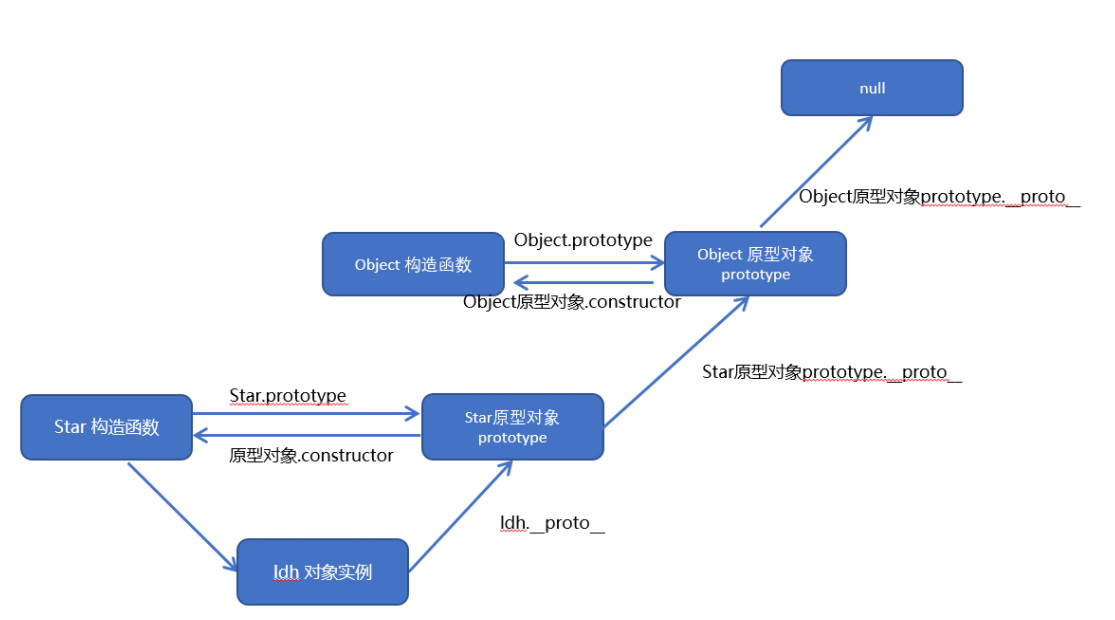 null
Object原型对象prototype.__proto__
Object.prototype
Object 构造函数
Object 原型对象
prototype
Object原型对象.constructor
Star原型对象prototype.__proto__
Star.prototype
Star 构造函数
Star原型对象
prototype
原型对象.constructor
ldh.__proto__
ldh 对象实例